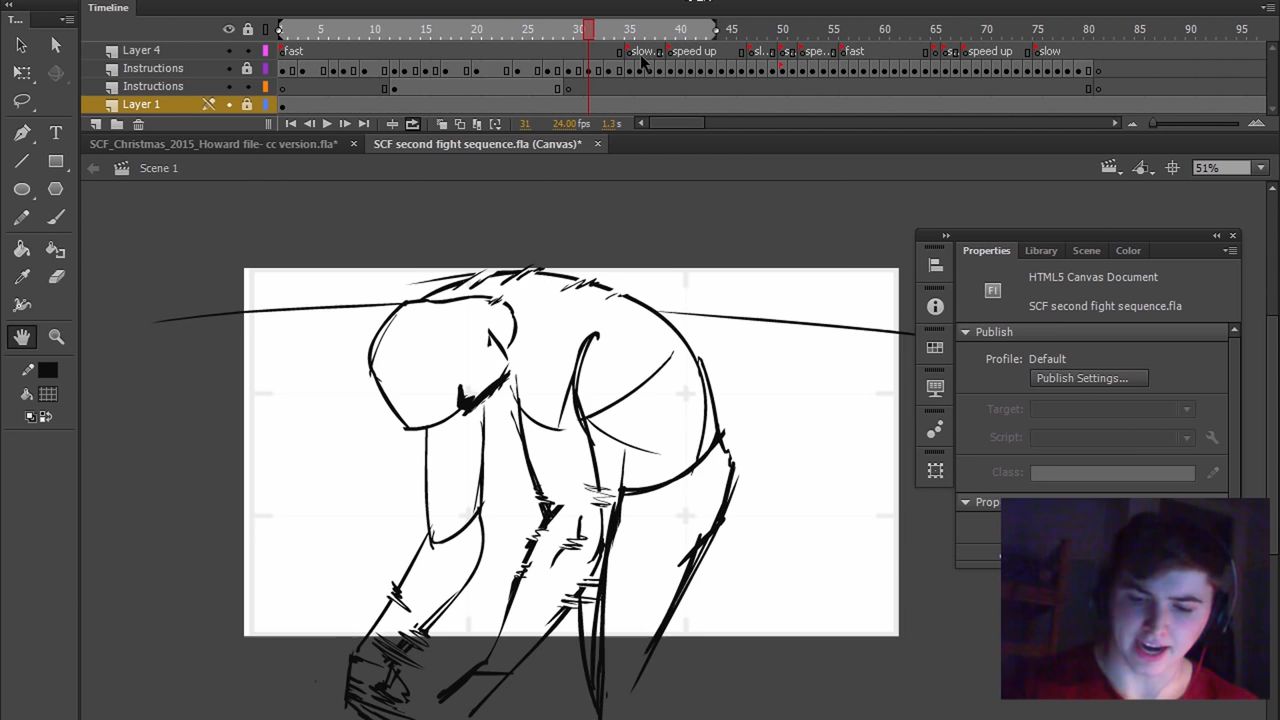 Timeline
T...
5 10 15 20 25 30 35 40 45 50 55 60 65 70 75 80 85 90 95
Layer 4 fast slow... speed up sl... s... spe... fast s... speed up slow
Instructions
Instructions
Layer 1
31 24.00 fps 1.3 s
SCF_Christmas_2015_Howard file- cc version.fla* × SCF second fight sequence.fla (Canvas)* ×
Scene 1 51%
Properties Library Scene Color
HTML5 Canvas Document
Fl
SCF second fight sequence.fla
Publish
Profile: Default
Publish Settings...
Target:
Script:
Class:
Prop